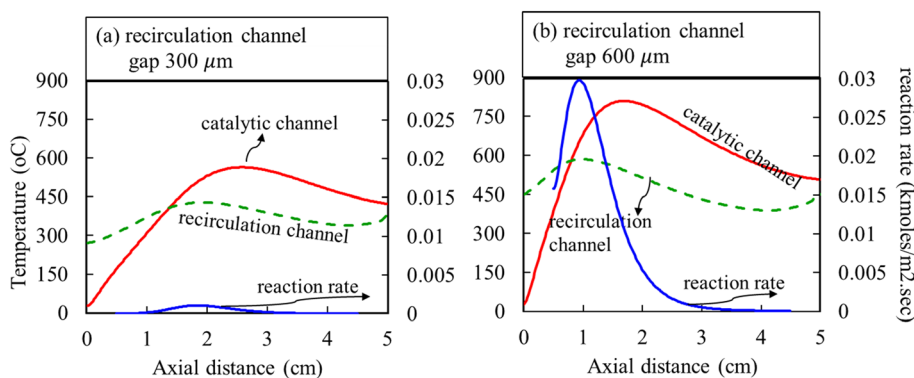 (a) recirculation channel
gap 300 μm
900
750
600
450
300
150
0
Temperature (oC)
catalytic channel
recirculation channel
reaction rate
0.03
0.025
0.02
0.015
0.01
0.005
0
0 1 2 3 4 5
Axial distance (cm)
(b) recirculation channel
gap 600 μm
900
750
600
450
300
150
0
catalytic channel
recirculation
channel
reaction rate
0.03
0.025
0.02
0.015
0.01
0.005
0
reaction rate (kmoles/m2.sec)
0 1 2 3 4 5
Axial distance (cm)